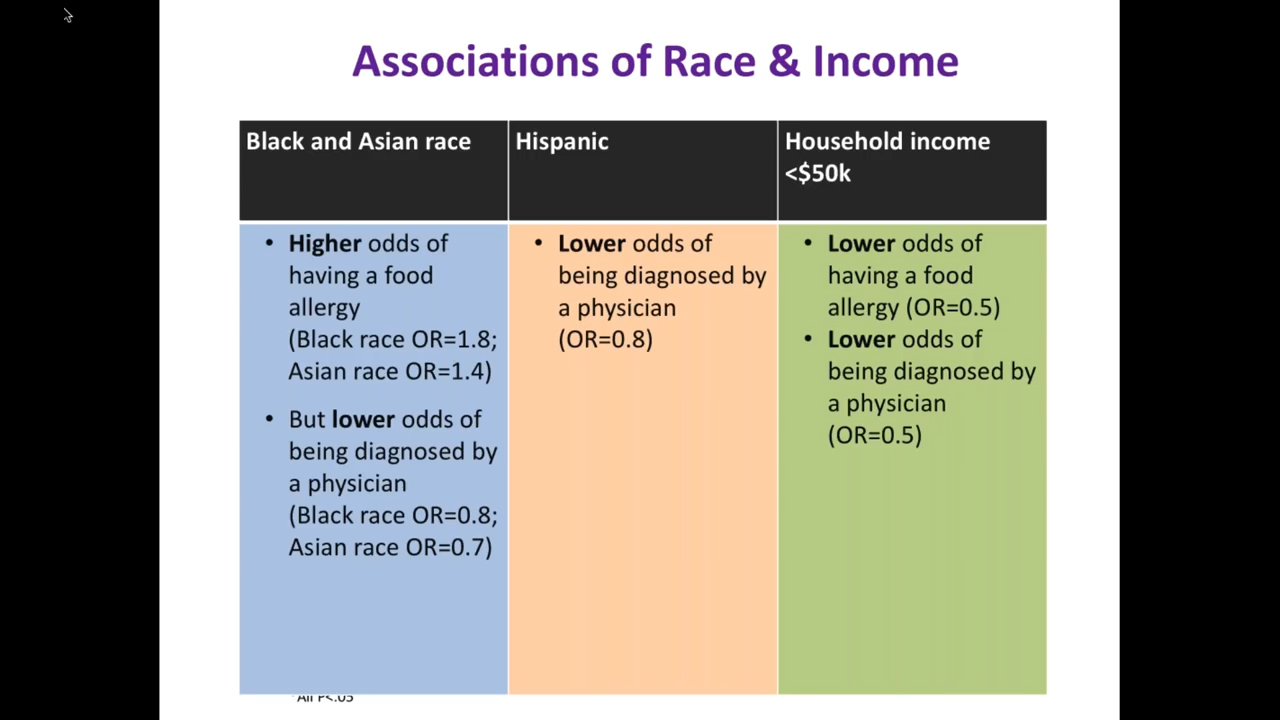 Associations of Race & Income
Black and Asian race
Hispanic
Household income
<$50k
• Higher odds of
having a food
allergy
(Black race OR=1.8;
Asian race OR=1.4)
• But lower odds of
being diagnosed by
a physician
(Black race OR=0.8;
Asian race OR=0.7)
• Lower odds of
being diagnosed by
a physician
(OR=0.8)
• Lower odds of
having a food
allergy (OR=0.5)
• Lower odds of
being diagnosed by
a physician
(OR=0.5)
*All P<.05